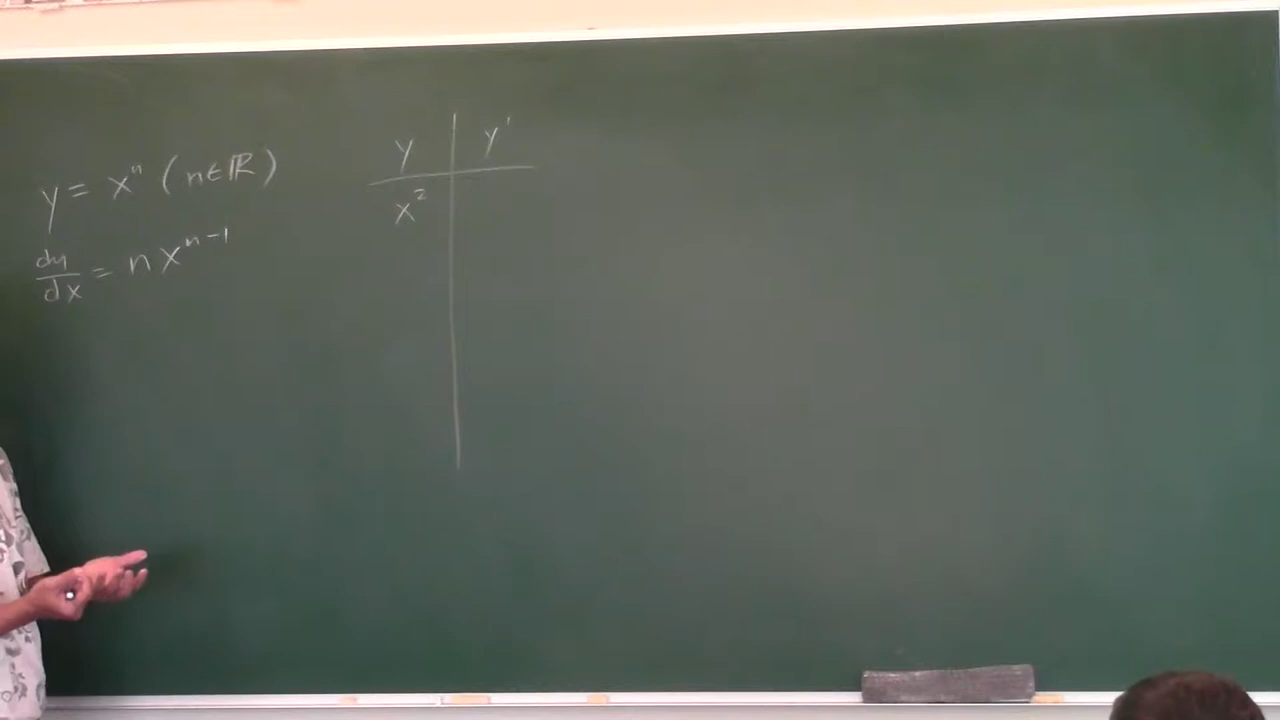 y = xⁿ (n∈ℝ)
dy/dx = n xⁿ⁻¹
y | y'
x²